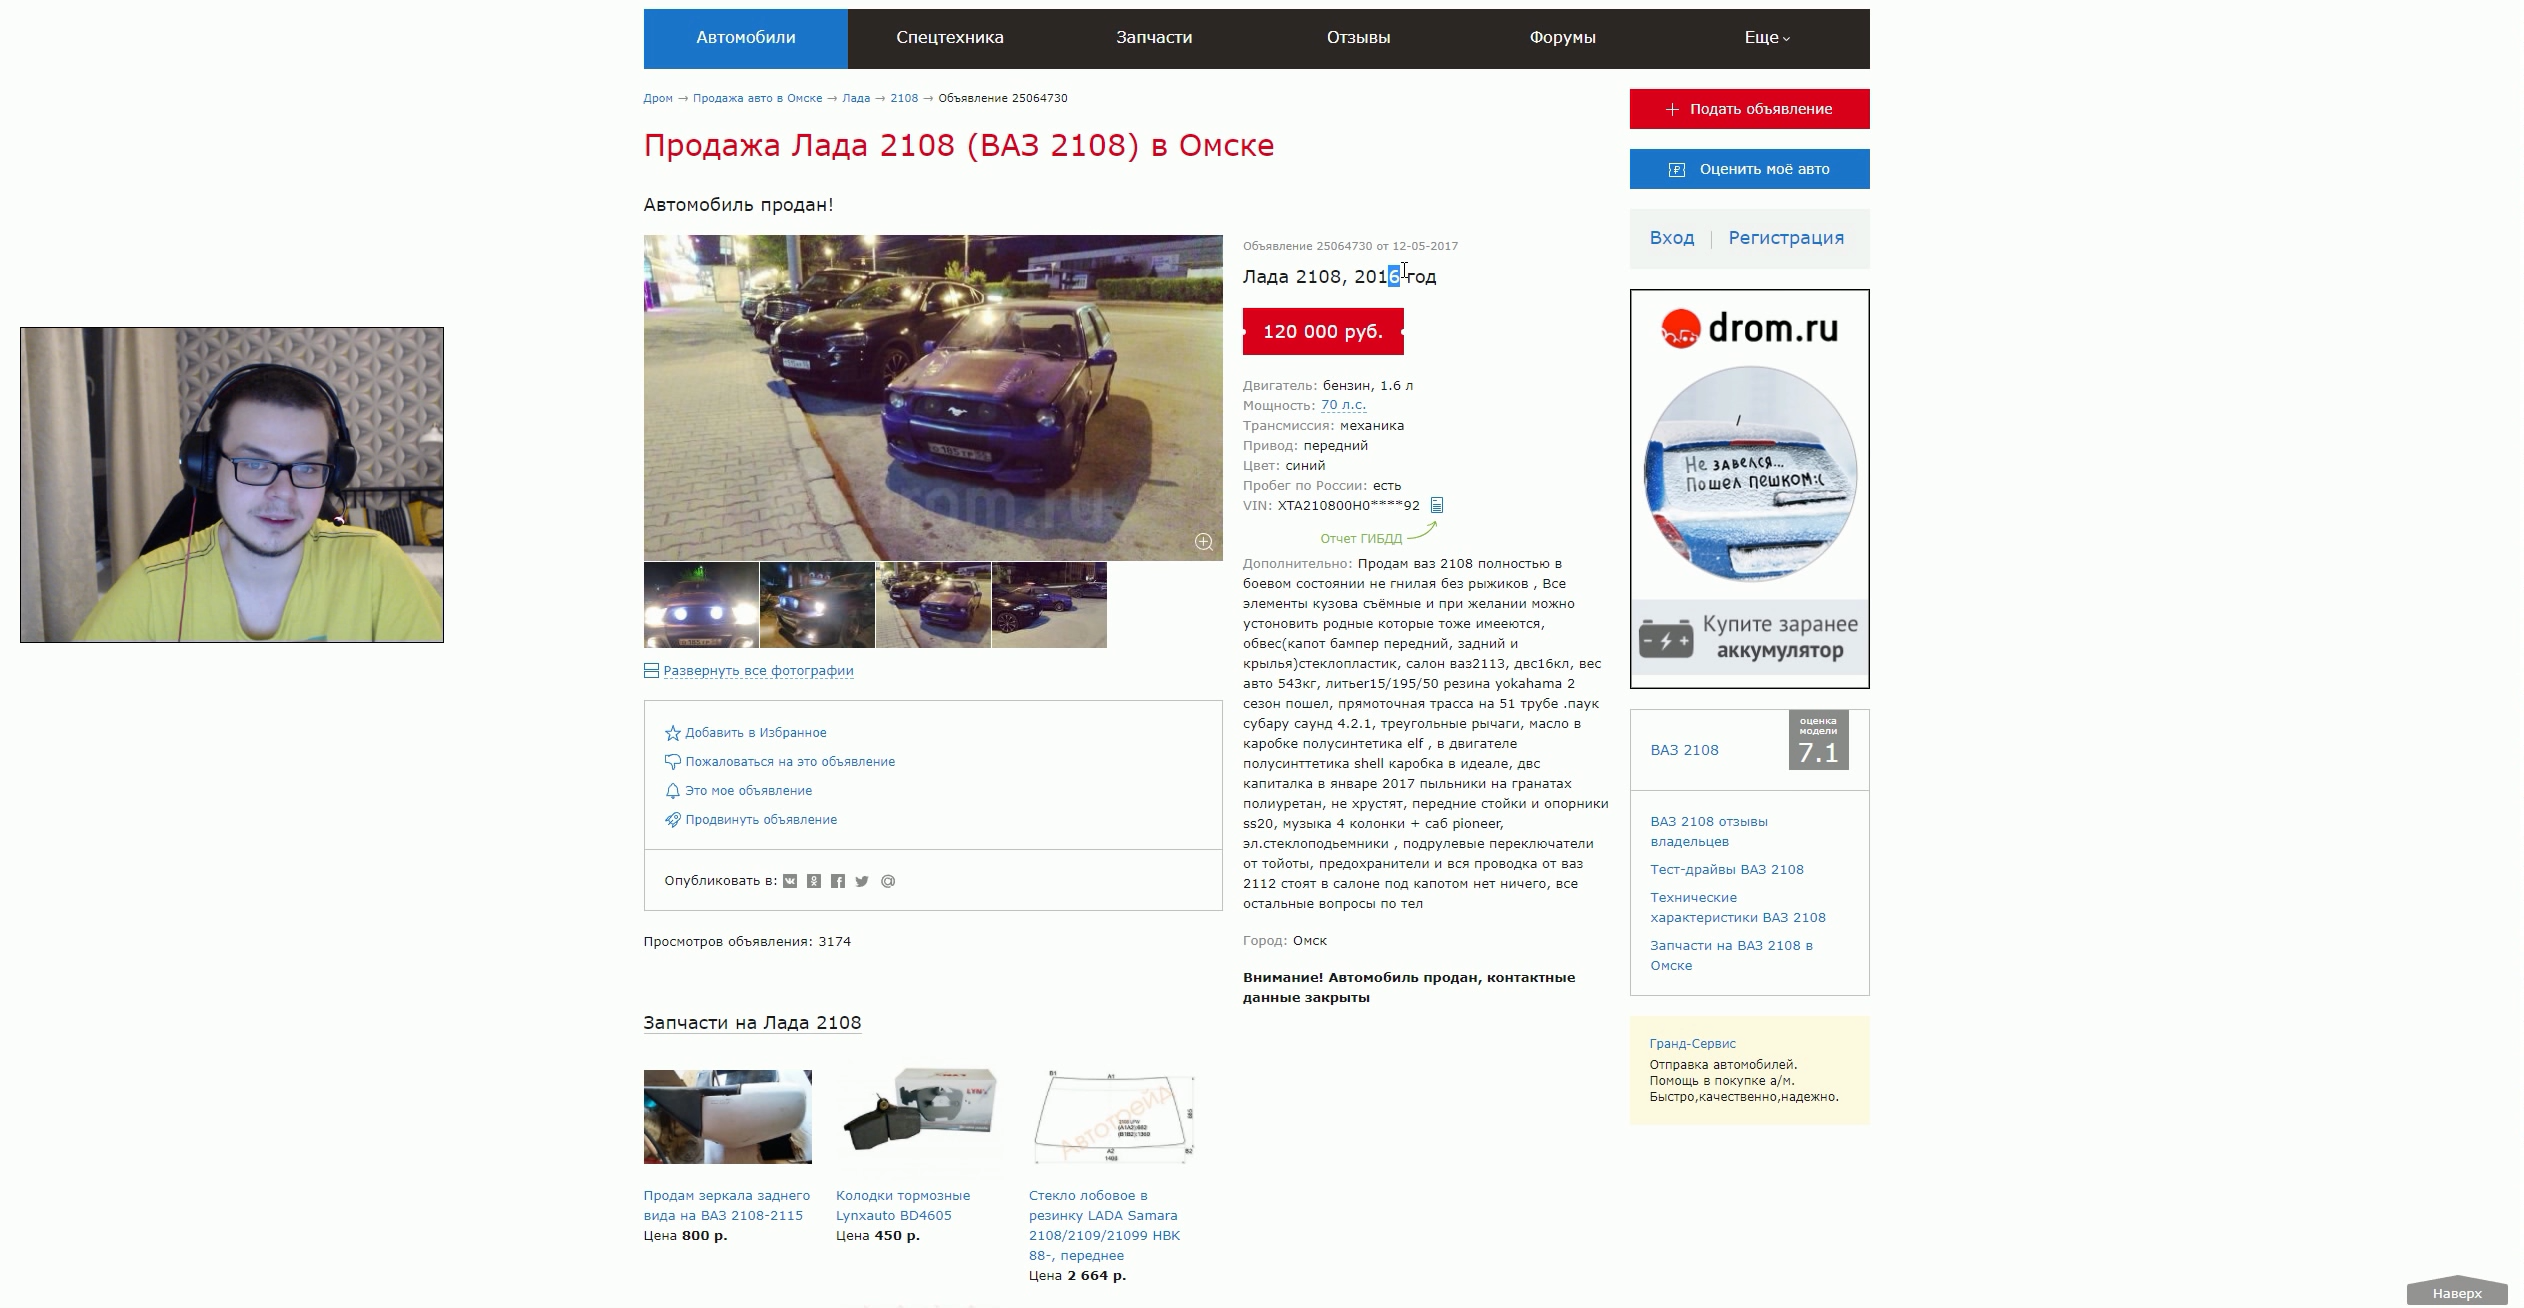 Автомобили
Спецтехника
Запчасти
Отзывы
Форумы
Еще
Дром → Продажа авто в Омске → Лада → 2108 → Объявление 25064730
Продажа Лада 2108 (ВАЗ 2108) в Омске
Автомобиль продан!
drom.ru
Развернуть все фотографии
Добавить в Избранное
Пожаловаться на это объявление
Это мое объявление
Продвинуть объявление
Опубликовать в:
Просмотров объявления: 3174
Объявление 25064730 от 12-05-2017
Лада 2108, 2016 год
120 000 руб.
Двигатель: бензин, 1.6 л
Мощность: 70 л.с.
Трансмиссия: механика
Привод: передний
Цвет: синий
Пробег по России: есть
VIN: XTA210800H0****92
Отчет ГИБДД
Дополнительно: Продам ваз 2108 полностью в
боевом состоянии не гнилая без рыжиков , Все
элементы кузова съёмные и при желании можно
устоновить родные которые тоже имееются,
обвес(капот бампер передний, задний и
крылья)стеклопластик, салон ваз2113, двс16кл, вес
авто 543кг, литьеr15/195/50 резина yokahama 2
сезон пошел, прямоточная трасса на 51 трубе .паук
субару саунд 4.2.1, треугольные рычаги, масло в
каробке полусинтетика elf , в двигателе
полусинттетика shell каробка в идеале, двс
капиталка в январе 2017 пыльники на гранатах
полиуретан, не хрустят, передние стойки и опорники
ss20, музыка 4 колонки + саб pioneer,
эл.стеклоподьемники , подрулевые переключатели
от тойоты, предохранители и вся проводка от ваз
2112 стоят в салоне под капотом нет ничего, все
остальные вопросы по тел
Город: Омск
Внимание! Автомобиль продан, контактные
данные закрыты
Запчасти на Лада 2108
LYNX
B1
A1
Автотрейд
A2
B2
Продам зеркала заднего
вида на ВАЗ 2108-2115
Цена 800 р.
Колодки тормозные
Lynxauto BD4605
Цена 450 р.
Стекло лобовое в
резинку LADA Samara
2108/2109/21099 НВК
88-, переднее
Цена 2 664 р.
Подать объявление
Оценить моё авто
Вход
Регистрация
drom.ru
Не завелся...
Пошел пешком:(
Купите заранее
аккумулятор
ВАЗ 2108
оценка
модели
7.1
ВАЗ 2108 отзывы
владельцев
Тест-драйвы ВАЗ 2108
Технические
характеристики ВАЗ 2108
Запчасти на ВАЗ 2108 в
Омске
Гранд-Сервис
Отправка автомобилей.
Помощь в покупке а/м.
Быстро,качественно,надежно.
Наверх